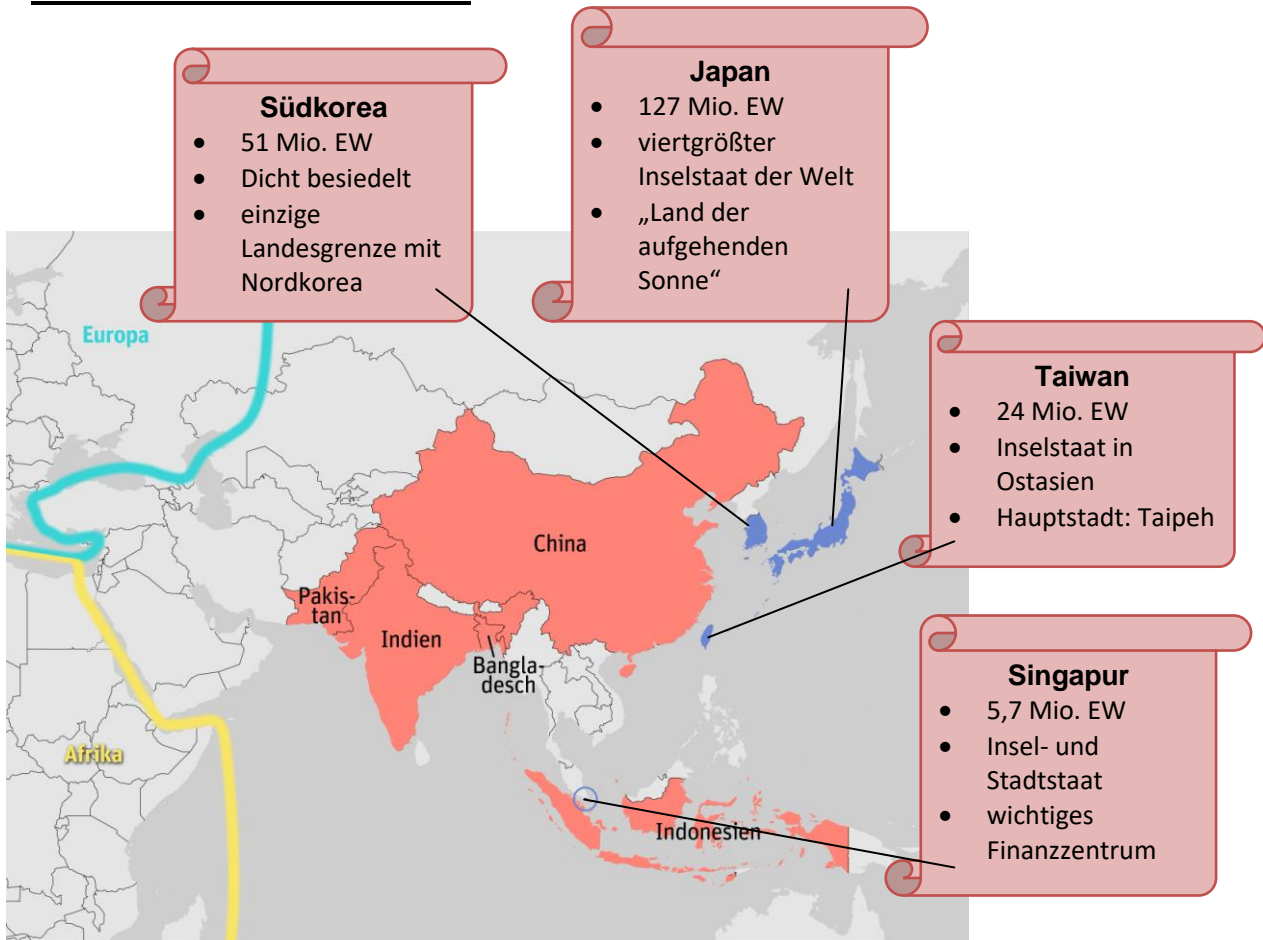 Südkorea
• 51 Mio. EW
• Dicht besiedelt
• einzige
Landesgrenze mit
Nordkorea
Japan
• 127 Mio. EW
• viertgrößter
Inselstaat der Welt
• „Land der
aufgehenden
Sonne“
Taiwan
• 24 Mio. EW
• Inselstaat in
Ostasien
• Hauptstadt: Taipeh
Singapur
• 5,7 Mio. EW
• Insel- und
Stadtstaat
• wichtiges
Finanzzentrum
Europa
China
Pakis-
tan
Indien
Bangla-
desch
Afrika
Indonesien